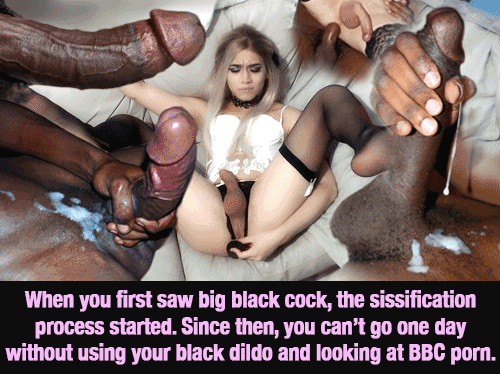 When you first saw big black cock, the sissification
process started. Since then, you can't go one day
without using your black dildo and looking at BBC porn.